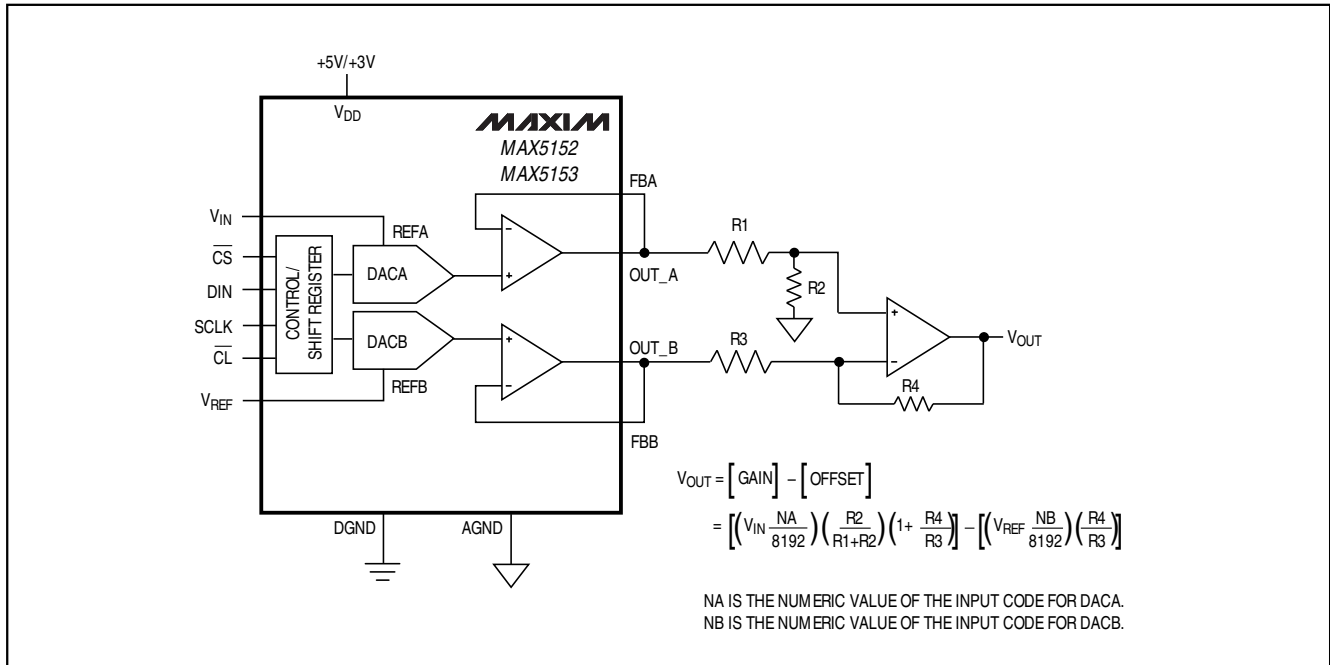 +5V/+3V
VDD
MAXIM
MAX5152
MAX5153
FBA
VIN
REFA
R1
CS
DACA
OUT_A
R2
DIN
CONTROL/
SHIFT REGISTER
SCLK
DACB
OUT_B
R3
VOUT
CL
REFB
R4
VREF
FBB
+
−
+
−
+
−
DGND
AGND
VOUT = [GAIN] – [OFFSET]
= [(VIN NA/8192)(R2/R1+R2)(1+ R4/R3)] – [(VREF NB/8192)(R4/R3)]
NA IS THE NUMERIC VALUE OF THE INPUT CODE FOR DACA.
NB IS THE NUMERIC VALUE OF THE INPUT CODE FOR DACB.